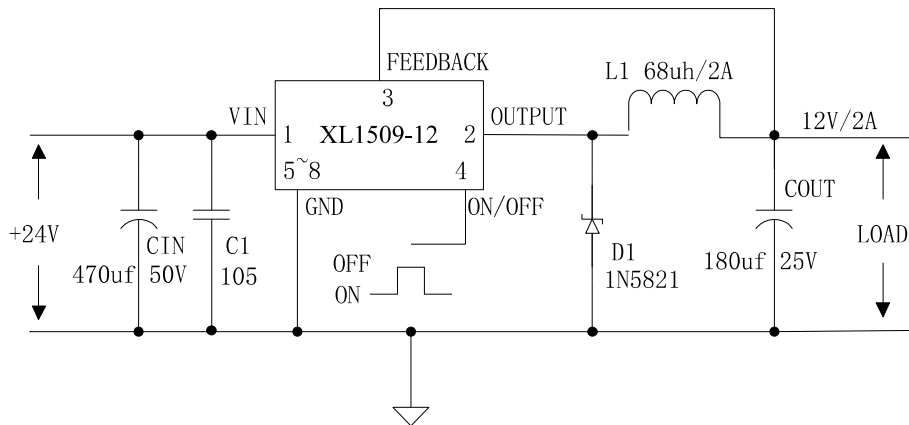 FEEDBACK
L1 68uh/2A
3
VIN
OUTPUT
12V/2A
1
XL1509-12
2
5~8
4
GND
ON/OFF
COUT
+24V
CIN
C1
LOAD
470uf 50V
105
OFF
ON
D1
1N5821
180uf 25V